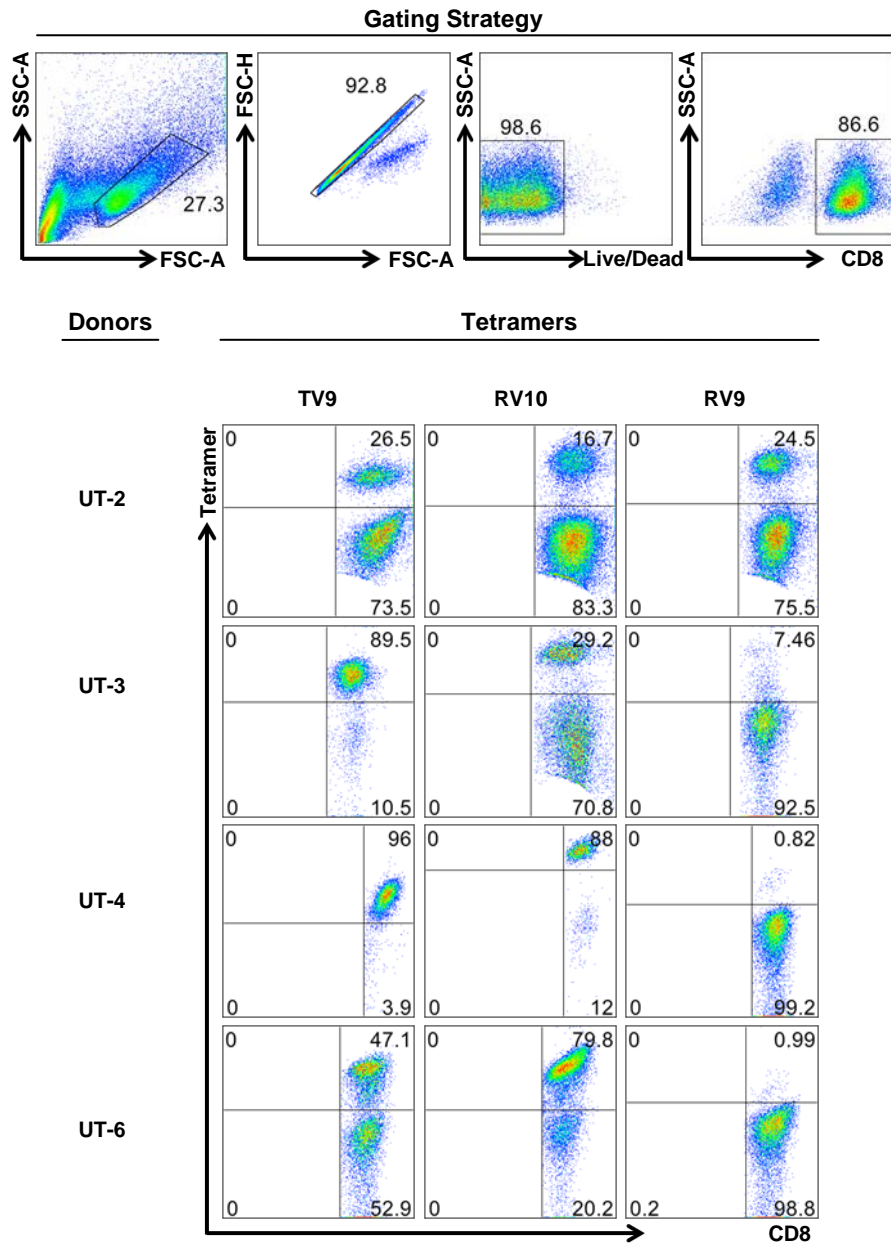 Gating Strategy
SSC-A
27.3
FSC-A
FSC-H
92.8
FSC-A
SSC-A
98.6
Live/Dead
SSC-A
86.6
CD8
Donors
Tetramers
TV9
RV10
RV9
Tetramer
UT-2
0
26.5
0
73.5
0
16.7
0
83.3
0
24.5
0
75.5
UT-3
0
89.5
0
10.5
0
29.2
0
70.8
0
7.46
0
92.5
UT-4
0
96
0
3.9
0
88
0
12
0
0.82
0
99.2
UT-6
0
47.1
0
52.9
0
79.8
0
20.2
0
0.99
0.2
98.8
CD8